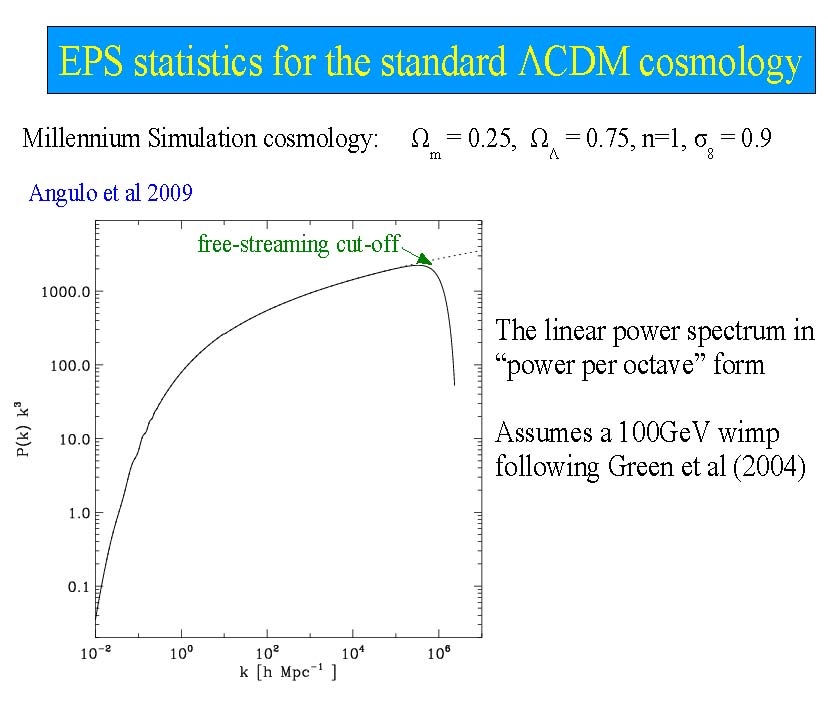 EPS statistics for the standard ΛCDM cosmology
Millennium Simulation cosmology: Ωm = 0.25, ΩΛ = 0.75, n=1, σ8 = 0.9
Angulo et al 2009
free-streaming cut-off
1000.0
100.0
10.0
1.0
0.1
P(k) k³
10⁻² 10⁰ 10² 10⁴ 10⁶
k [h Mpc⁻¹ ]
The linear power spectrum in
“power per octave” form
Assumes a 100GeV wimp
following Green et al (2004)